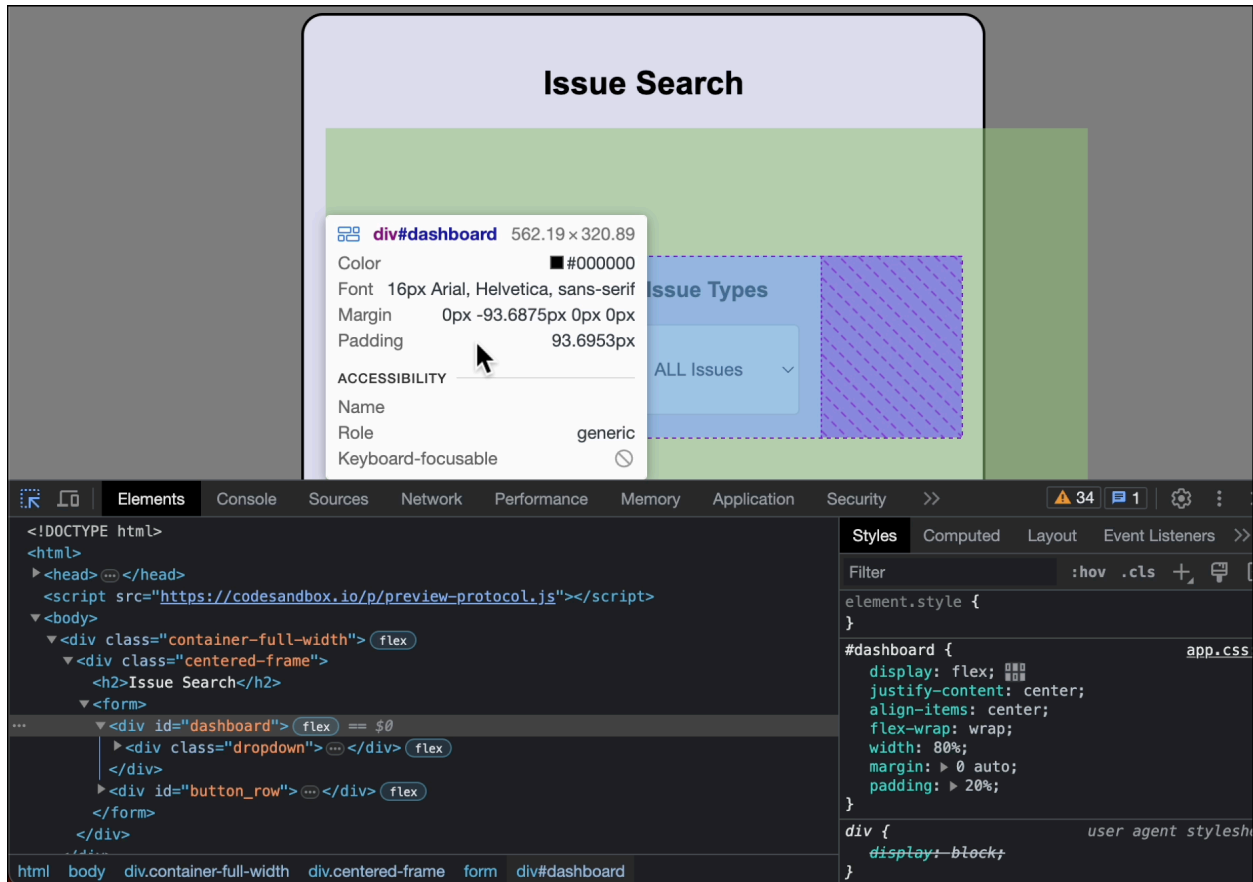 Issue Search
div#dashboard 562.19 × 320.89
Color #000000
Font 16px Arial, Helvetica, sans-serif
Margin 0px -93.6875px 0px 0px
Padding 93.6953px
ACCESSIBILITY
Name
Role generic
Keyboard-focusable
Issue Types
ALL Issues
Elements Console Sources Network Performance Memory Application Security >> 34 1
<!DOCTYPE html>
<html>
<head>…</head>
<script src="https://codesandbox.io/p/preview-protocol.js"></script>
<body>
<div class="container-full-width"> flex
<div class="centered-frame">
<h2>Issue Search</h2>
<form>
… <div id="dashboard"> flex == $0
<div class="dropdown">…</div> flex
</div>
<div id="button_row">…</div> flex
</form>
</div>
html body div.container-full-width div.centered-frame form div#dashboard
Styles Computed Layout Event Listeners >>
Filter :hov .cls
element.style {
}
#dashboard { app.css
display: flex;
justify-content: center;
align-items: center;
flex-wrap: wrap;
width: 80%;
margin: 0 auto;
padding: 20%;
}
div { user agent styleshe
display: block;
}